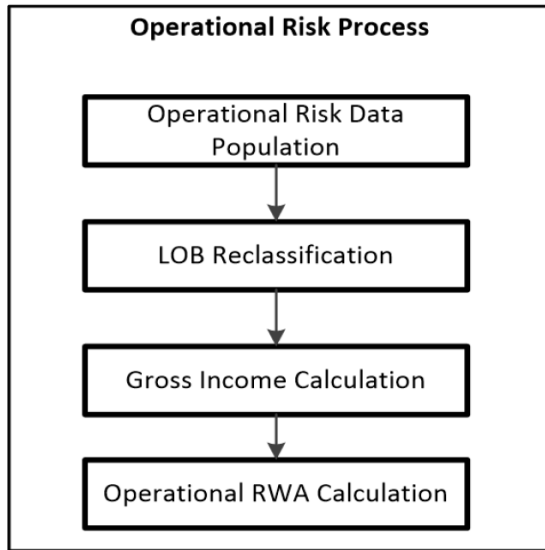 Operational Risk Process
Operational Risk Data
Population
LOB Reclassification
Gross Income Calculation
Operational RWA Calculation